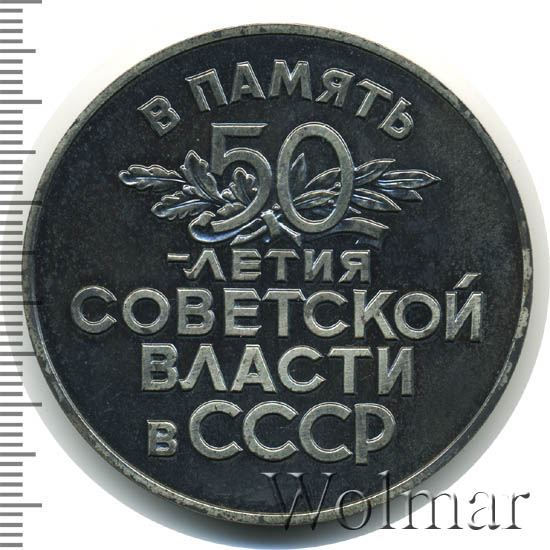 В ПАМЯТЬ
50
-ЛЕТИЯ
СОВЕТСКОЙ
ВЛАСТИ
в СССР
Wolmar